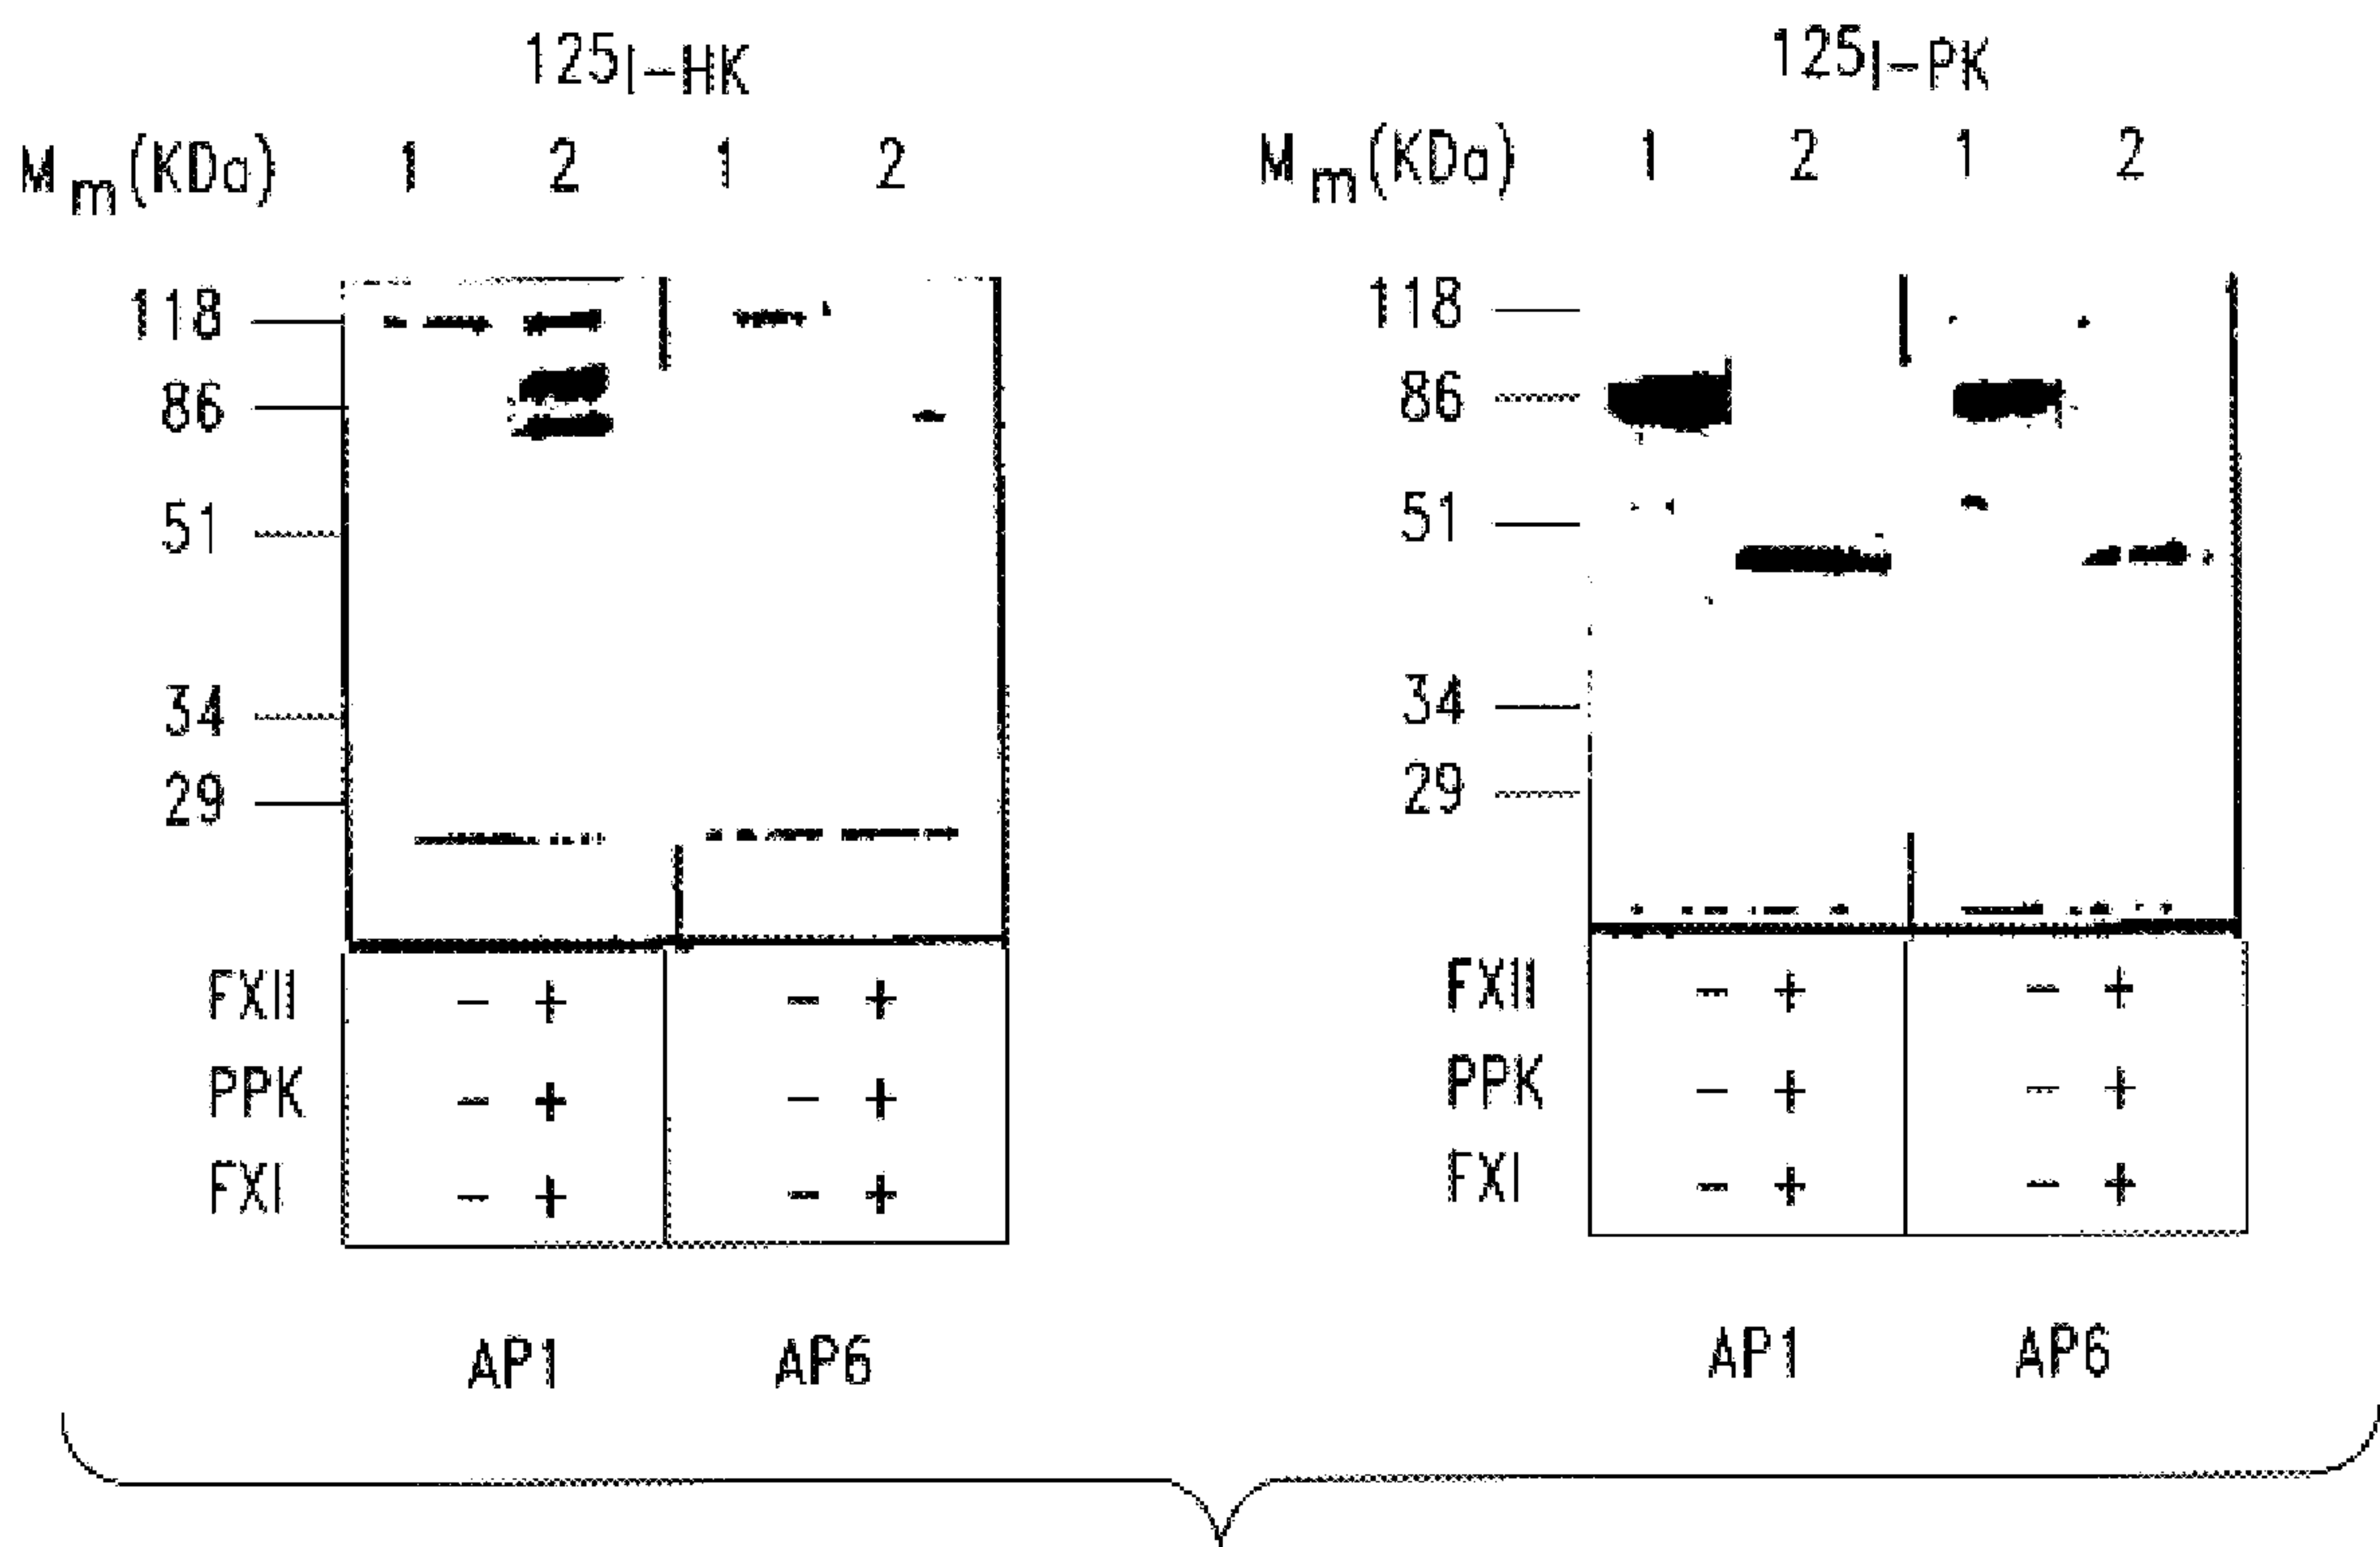 125I-HK 125I-PK
Mm(KDa) 1 2 1 2 Mm(KDa) 1 2 1 2
118 118
86 86
51 51
34 34
29 29
FXII - + - + FXII - + - +
PPK - + - + PPK - + - +
FXI - + - + FXI - + - +
AP1 AP6 AP1 AP6